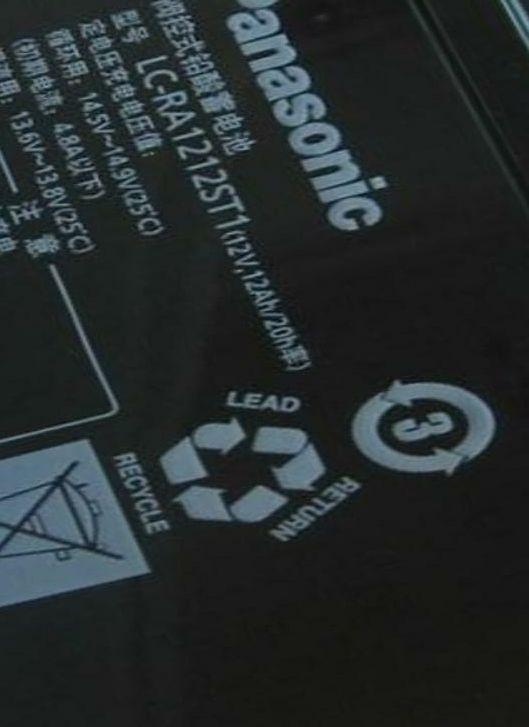 Panasonic
阀控式铅酸蓄电池
型号 LC-RA1212ST1(12V,12Ah/20h率)
定电压充电电压值:
循环用: 14.5V~14.9V(25℃)
(初期电流: 4.8A以下)
用: 13.6V~13.8V(25℃)
注意
3
LEAD
RETURN
RECYCLE